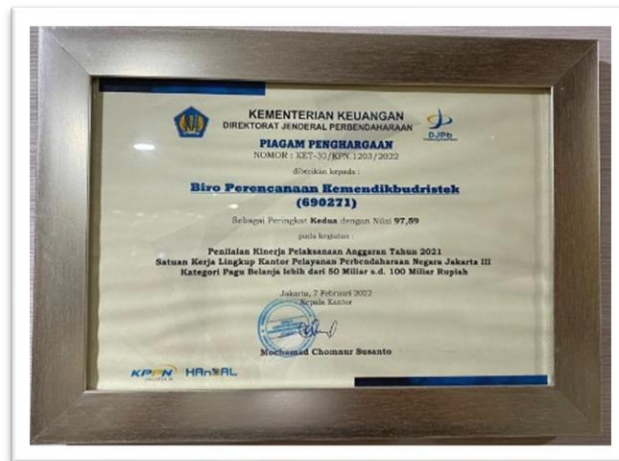 KEMENTERIAN KEUANGAN
DIREKTORAT JENDERAL PERBENDAHARAAN
DJPb
PIAGAM PENGHARGAAN
NOMOR : KET-30/KPN.1203/2022
diberikan kepada :
Biro Perencanaan Kemendikbudristek
(690271)
Sebagai Peringkat Kedua dengan Nilai 97,59
pada kegiatan :
Penilaian Kinerja Pelaksanaan Anggaran Tahun 2021
Satuan Kerja Lingkup Kantor Pelayanan Perbendaharaan Negara Jakarta III
Kategori Pagu Belanja lebih dari 50 Miliar s.d. 100 Miliar Rupiah
Jakarta, 7 Februari 2022
Kepala Kantor
Mochamad Chomnur Susanto
KPPN
JAKARTA III